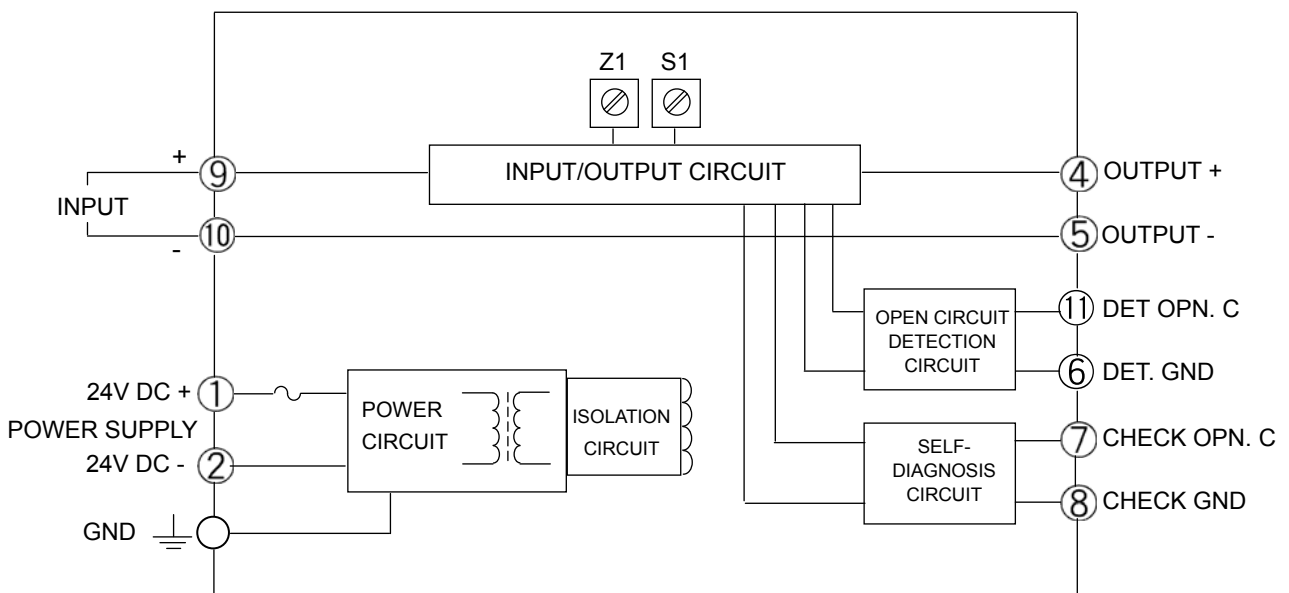 Z1 S1
+ 9 INPUT/OUTPUT CIRCUIT 4 OUTPUT +
INPUT
- 10 5 OUTPUT -
OPEN CIRCUIT
DETECTION
CIRCUIT
11 DET OPN. C
6 DET. GND
24V DC + 1
POWER SUPPLY
24V DC - 2
GND
POWER
CIRCUIT
ISOLATION
CIRCUIT
SELF-
DIAGNOSIS
CIRCUIT
7 CHECK OPN. C
8 CHECK GND